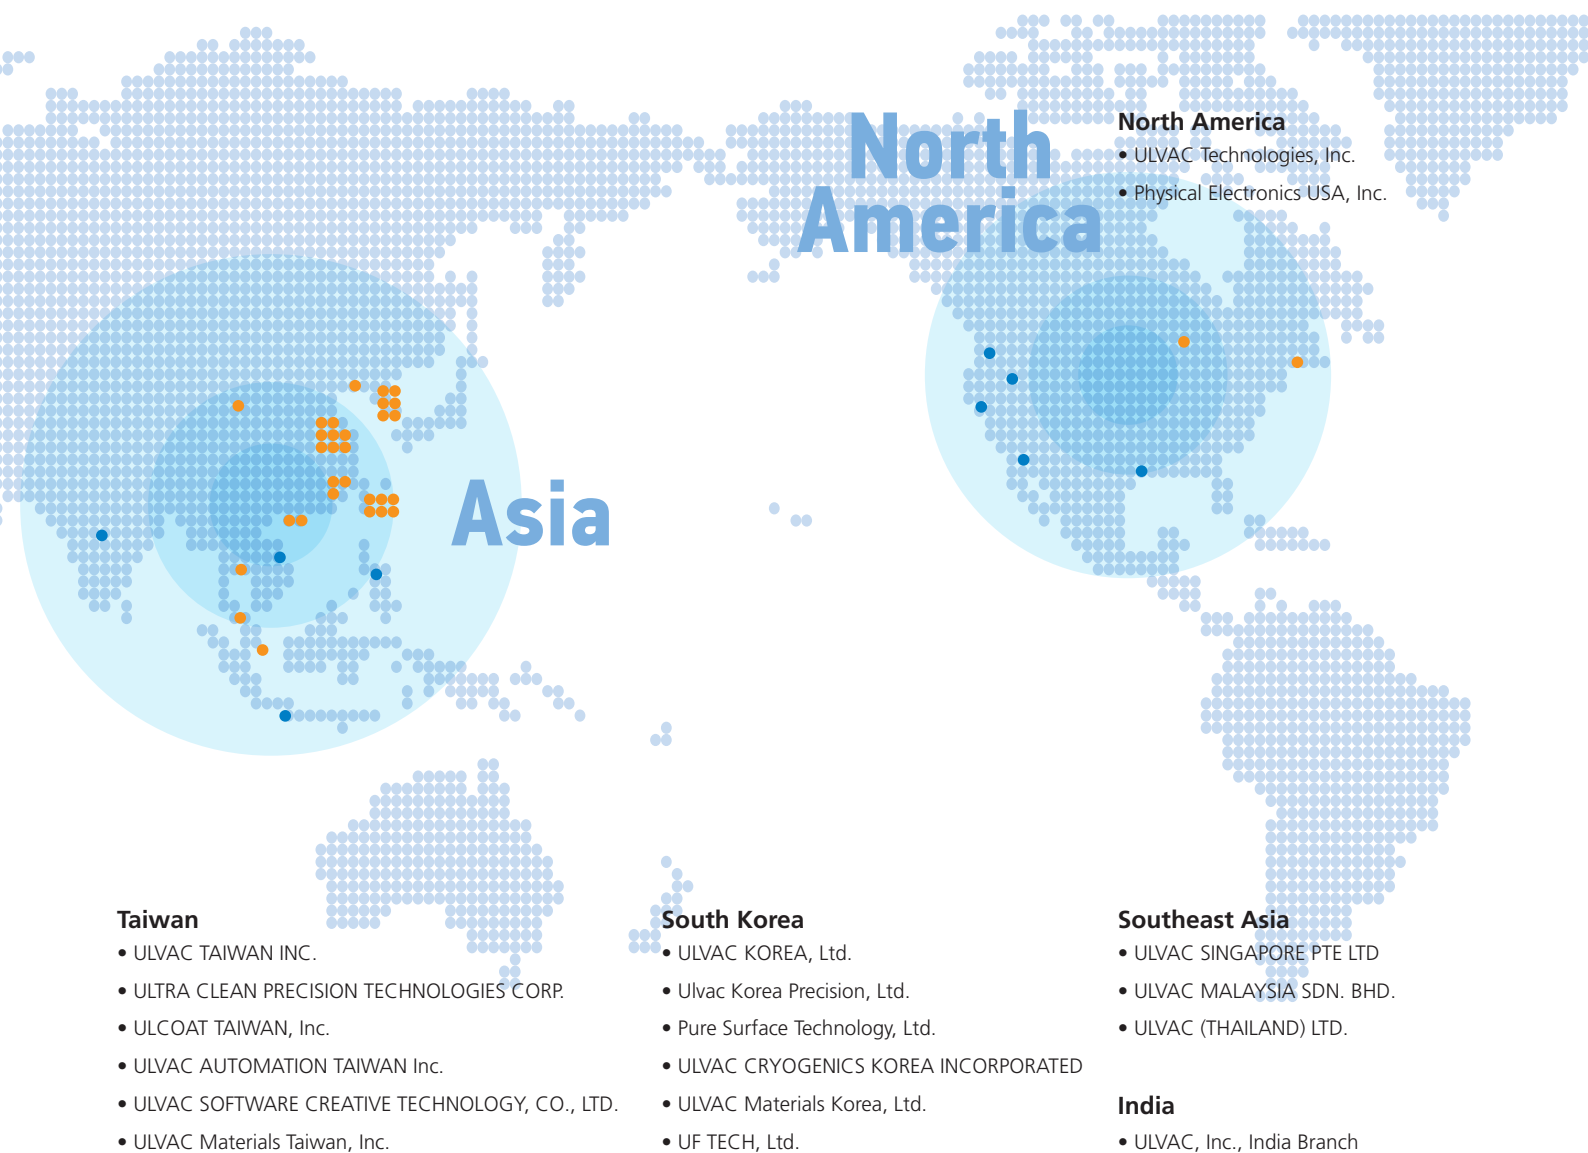 North
America
North America
• ULVAC Technologies, Inc.
• Physical Electronics USA, Inc.
Asia
Taiwan
• ULVAC TAIWAN INC.
• ULTRA CLEAN PRECISION TECHNOLOGIES CORP.
• ULCOAT TAIWAN, Inc.
• ULVAC AUTOMATION TAIWAN Inc.
• ULVAC SOFTWARE CREATIVE TECHNOLOGY, CO., LTD.
• ULVAC Materials Taiwan, Inc.
South Korea
• ULVAC KOREA, Ltd.
• Ulvac Korea Precision, Ltd.
• Pure Surface Technology, Ltd.
• ULVAC CRYOGENICS KOREA INCORPORATED
• ULVAC Materials Korea, Ltd.
• UF TECH, Ltd.
Southeast Asia
• ULVAC SINGAPORE PTE LTD
• ULVAC MALAYSIA SDN. BHD.
• ULVAC (THAILAND) LTD.
India
• ULVAC, Inc., India Branch